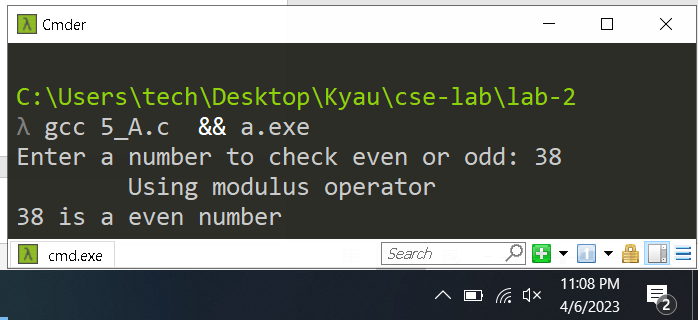 λ Cmder
C:\Users\tech\Desktop\Kyau\cse-lab\lab-2
λ gcc 5_A.c  && a.exe
Enter a number to check even or odd: 38
        Using modulus operator
38 is a even number
λ cmd.exe
Search
1
11:08 PM
4/6/2023
2